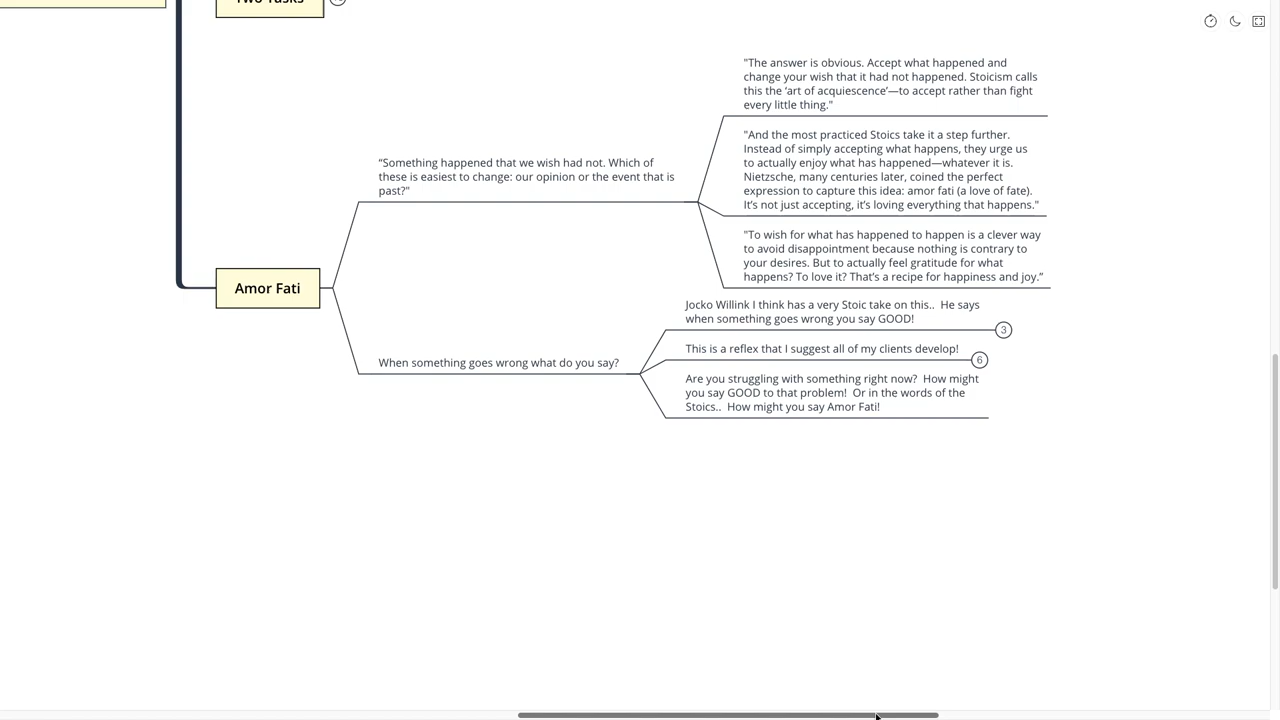 Two Tasks
"The answer is obvious. Accept what happened and
change your wish that it had not happened. Stoicism calls
this the ‘art of acquiescence’—to accept rather than fight
every little thing."
"And the most practiced Stoics take it a step further.
Instead of simply accepting what happens, they urge us
to actually enjoy what has happened—whatever it is.
Nietzsche, many centuries later, coined the perfect
expression to capture this idea: amor fati (a love of fate).
It’s not just accepting, it’s loving everything that happens."
“Something happened that we wish had not. Which of
these is easiest to change: our opinion or the event that is
past?"
"To wish for what has happened to happen is a clever way
to avoid disappointment because nothing is contrary to
your desires. But to actually feel gratitude for what
happens? To love it? That’s a recipe for happiness and joy.”
Amor Fati
Jocko Willink I think has a very Stoic take on this..  He says
when something goes wrong you say GOOD!
3
This is a reflex that I suggest all of my clients develop!
6
When something goes wrong what do you say?
Are you struggling with something right now?  How might
you say GOOD to that problem!  Or in the words of the
Stoics..  How might you say Amor Fati!